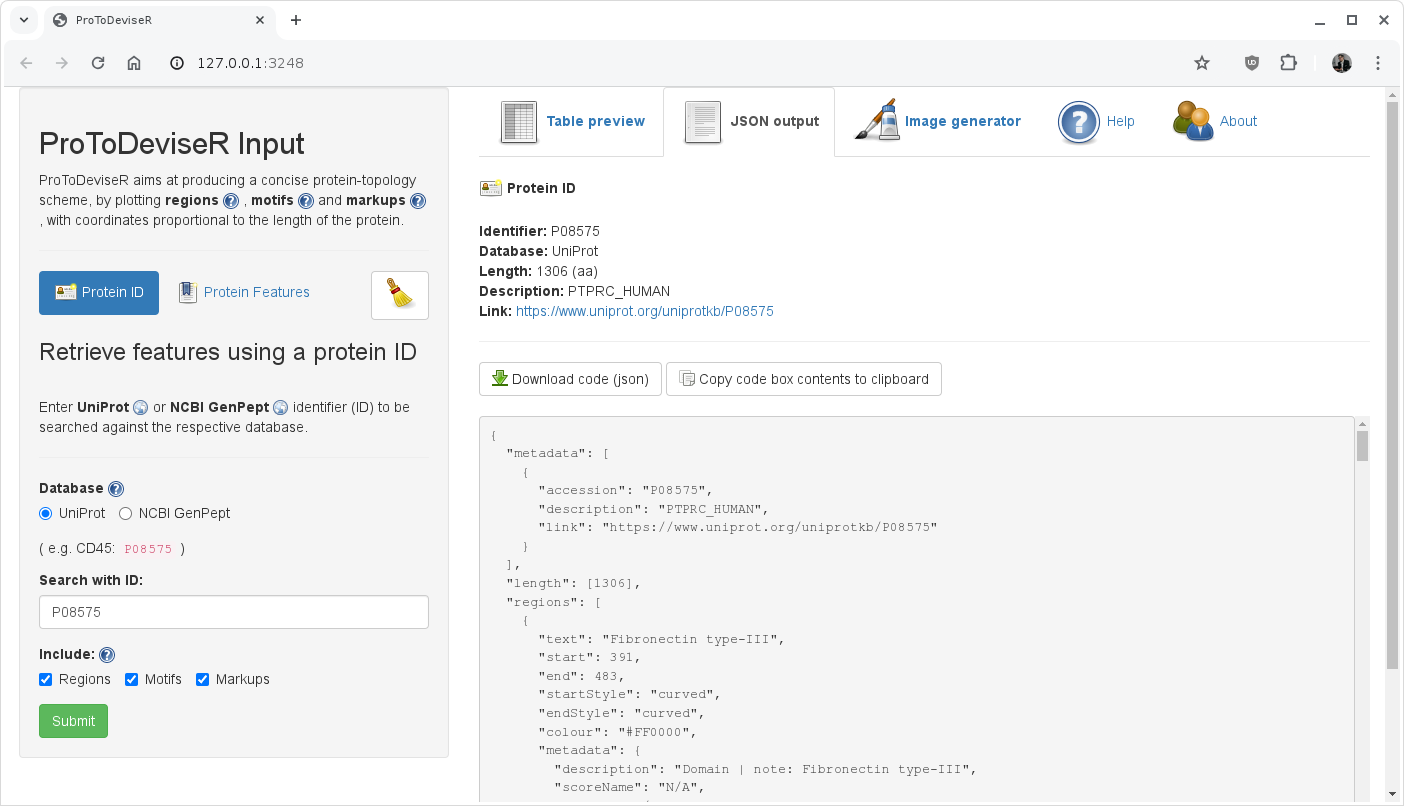 ProToDeviseR
127.0.0.1:3248
ProToDeviseR Input
ProToDeviseR aims at producing a concise protein-topology
scheme, by plotting regions ? , motifs ? and markups ?
, with coordinates proportional to the length of the protein.
Protein ID
Protein Features
Retrieve features using a protein ID
Enter UniProt or NCBI GenPept identifier (ID) to be
searched against the respective database.
Database ?
UniProt NCBI GenPept
( e.g. CD45: P08575 )
Search with ID:
P08575
Include: ?
Regions Motifs Markups
Submit
Table preview
JSON output
Image generator
? Help
About
Protein ID
Identifier: P08575
Database: UniProt
Length: 1306 (aa)
Description: PTPRC_HUMAN
Link: https://www.uniprot.org/uniprotkb/P08575
Download code (json)
Copy code box contents to clipboard
{
"metadata": [
{
"accession": "P08575",
"description": "PTPRC_HUMAN",
"link": "https://www.uniprot.org/uniprotkb/P08575"
}
],
"length": [1306],
"regions": [
{
"text": "Fibronectin type-III",
"start": 391,
"end": 483,
"startStyle": "curved",
"endStyle": "curved",
"colour": "#FF0000",
"metadata": {
"description": "Domain | note: Fibronectin type-III",
"scoreName": "N/A",